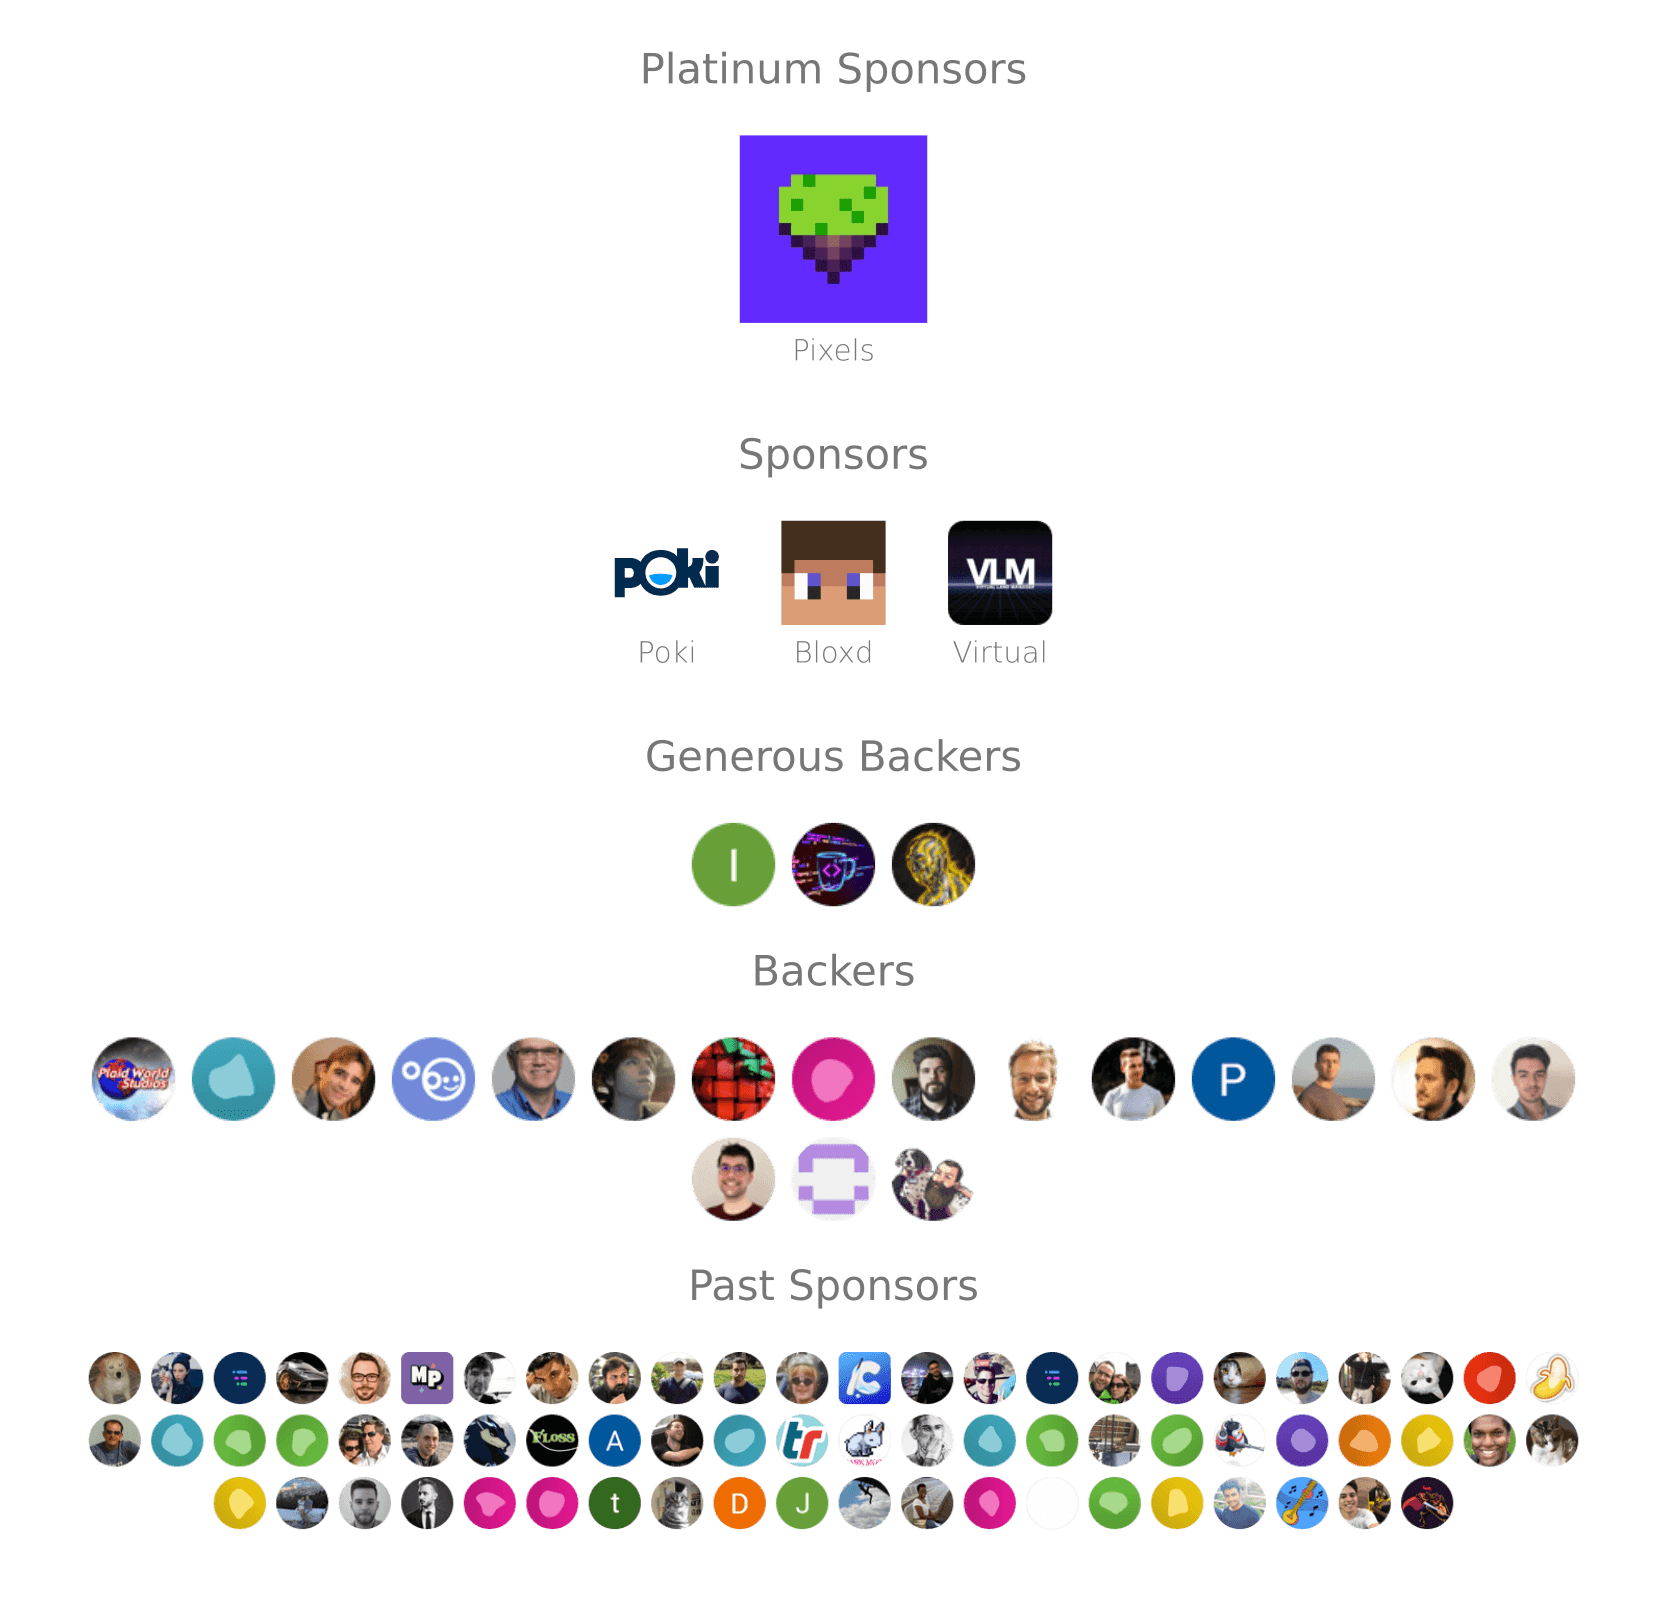 Platinum Sponsors
Pixels
Sponsors
poki
VLM
Poki Bloxd Virtual
Generous Backers
I
<>
Backers
Plaid World
Studios
P
Past Sponsors
MP
C
FLOSS A tr
t D J